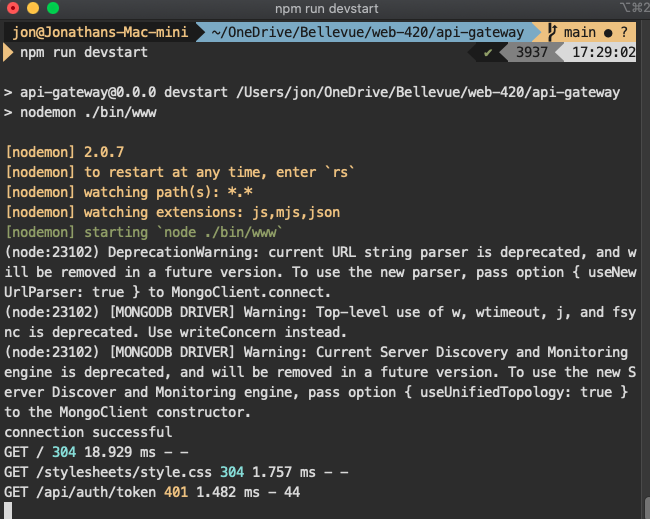 npm run devstart
⌥⌘2
jon@Jonathans-Mac-mini ~/OneDrive/Bellevue/web-420/api-gateway main ● ?
npm run devstart ✔ 3937 17:29:02
> api-gateway@0.0.0 devstart /Users/jon/OneDrive/Bellevue/web-420/api-gateway
> nodemon ./bin/www
[nodemon] 2.0.7
[nodemon] to restart at any time, enter `rs`
[nodemon] watching path(s): *.*
[nodemon] watching extensions: js,mjs,json
[nodemon] starting `node ./bin/www`
(node:23102) DeprecationWarning: current URL string parser is deprecated, and w
ill be removed in a future version. To use the new parser, pass option { useNew
UrlParser: true } to MongoClient.connect.
(node:23102) [MONGODB DRIVER] Warning: Top-level use of w, wtimeout, j, and fsy
nc is deprecated. Use writeConcern instead.
(node:23102) [MONGODB DRIVER] Warning: Current Server Discovery and Monitoring
engine is deprecated, and will be removed in a future version. To use the new S
erver Discover and Monitoring engine, pass option { useUnifiedTopology: true }
to the MongoClient constructor.
connection successful
GET / 304 18.929 ms - -
GET /stylesheets/style.css 304 1.757 ms - -
GET /api/auth/token 401 1.482 ms - 44